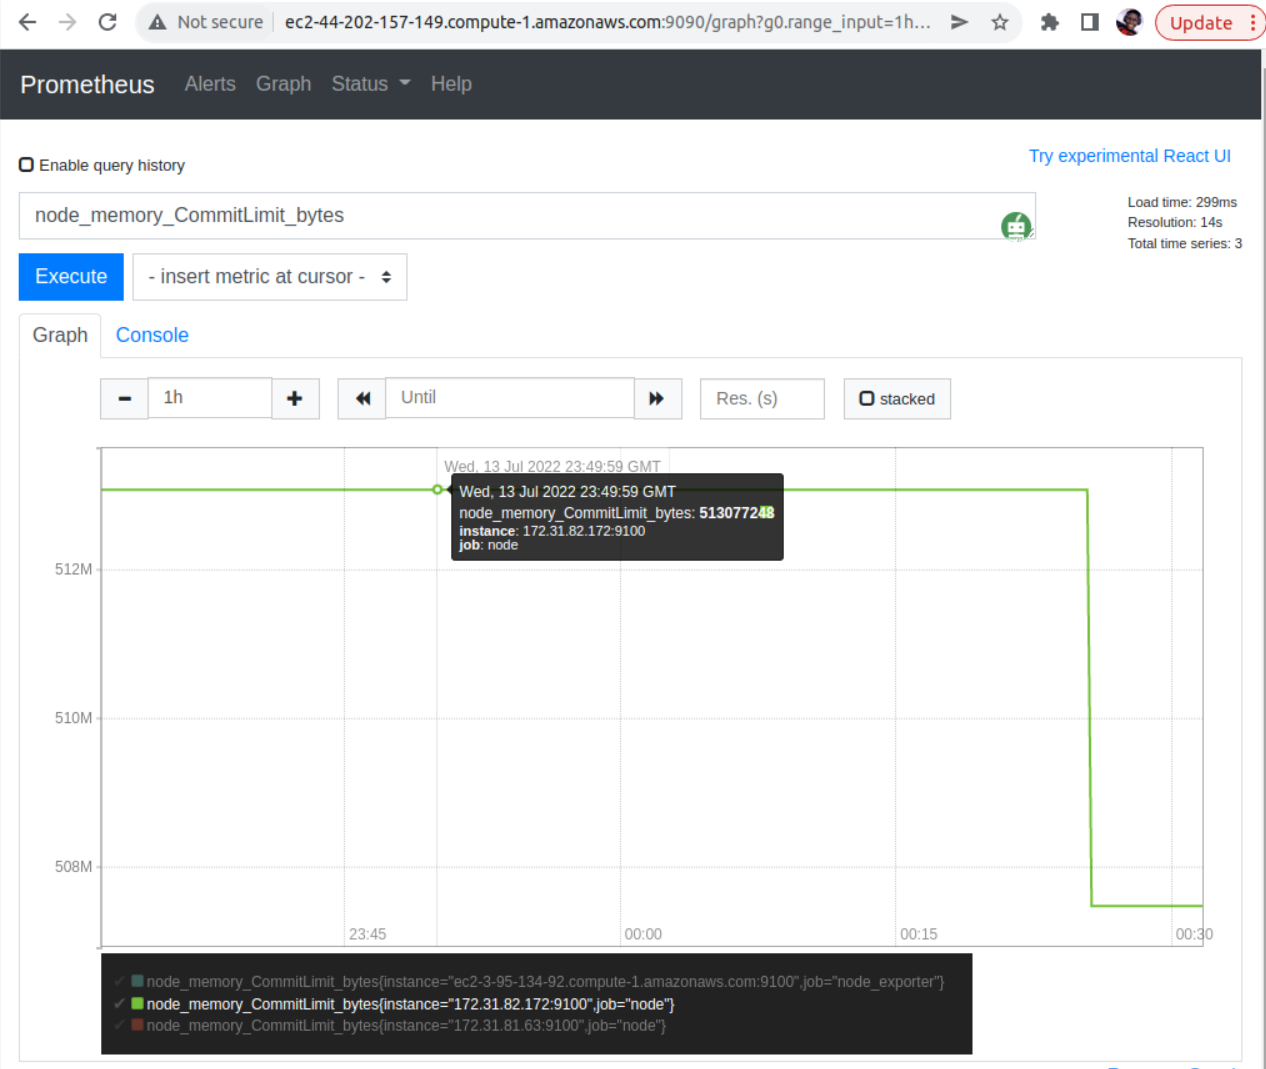 Not secure ec2-44-202-157-149.compute-1.amazonaws.com:9090/graph?g0.range_input=1h... Update
Prometheus Alerts Graph Status Help
Enable query history
Try experimental React UI
node_memory_CommitLimit_bytes
Load time: 299ms
Resolution: 14s
Total time series: 3
Execute - insert metric at cursor -
Graph Console
1h Until Res. (s) stacked
Wed, 13 Jul 2022 23:49:59 GMT
Wed, 13 Jul 2022 23:49:59 GMT
node_memory_CommitLimit_bytes: 513077248
instance: 172.31.82.172:9100
job: node
512M
510M
508M
23:45 00:00 00:15 00:30
node_memory_CommitLimit_bytes{instance="ec2-3-95-134-92.compute-1.amazonaws.com:9100",job="node_exporter"}
node_memory_CommitLimit_bytes{instance="172.31.82.172:9100",job="node"}
node_memory_CommitLimit_bytes{instance="172.31.81.63:9100",job="node"}